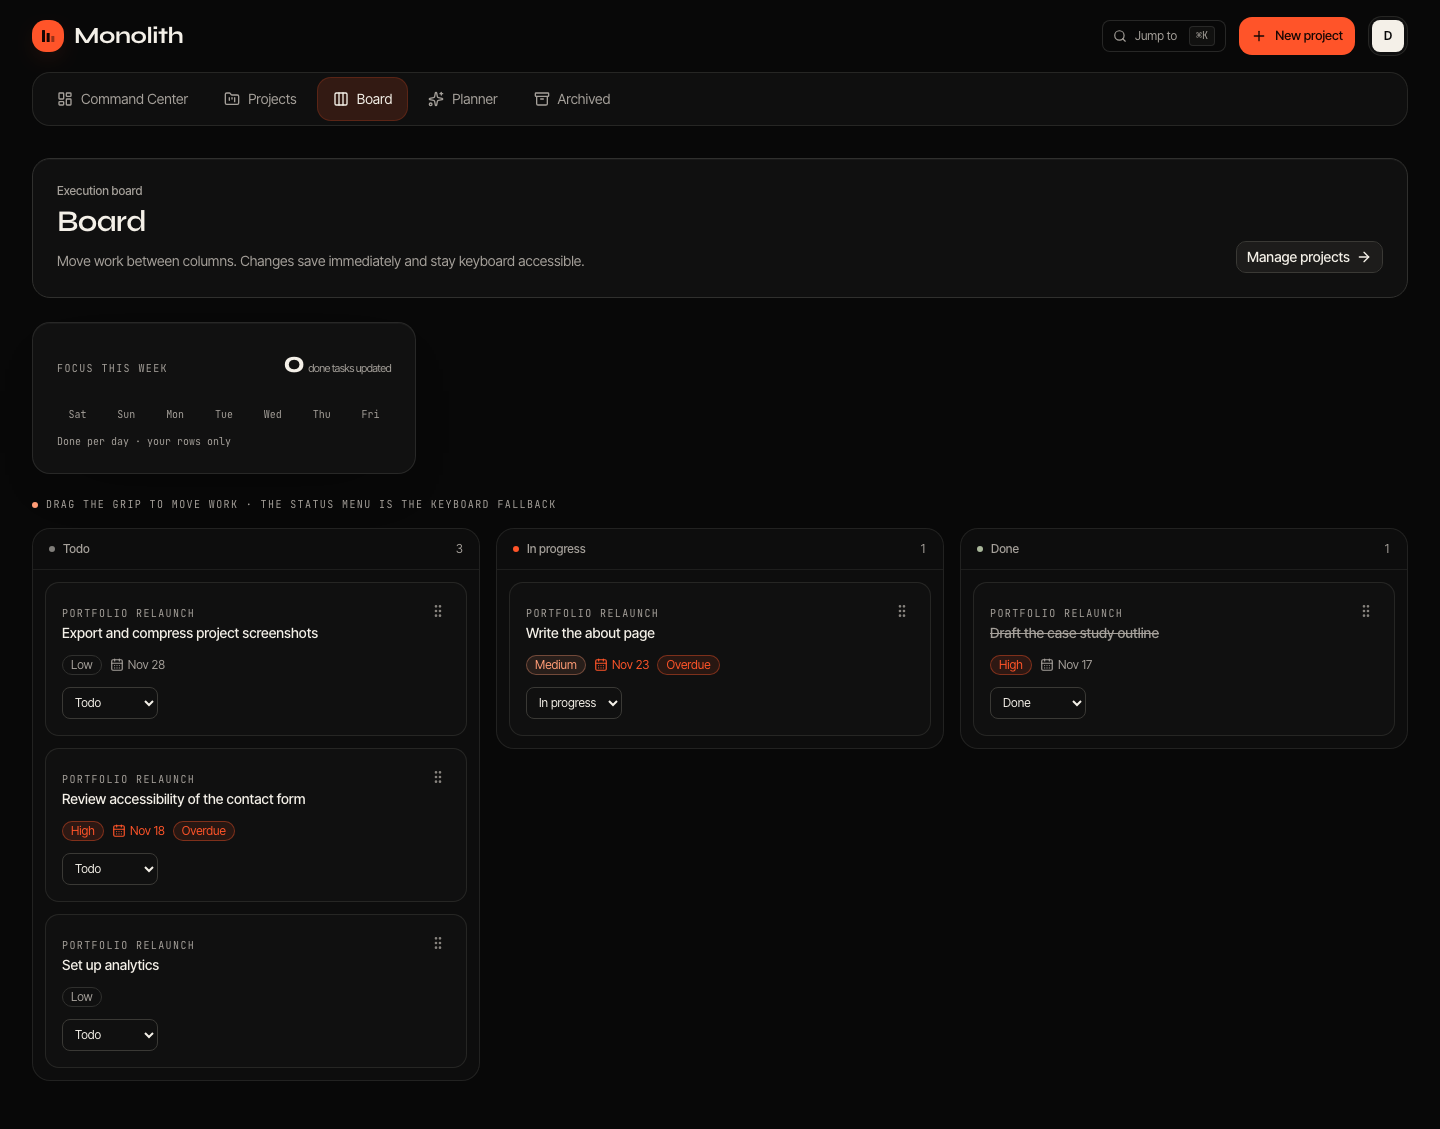 Monolith
Jump to ⌘K
New project
D
Command Center
Projects
Board
Planner
Archived
Execution board
Board
Move work between columns. Changes save immediately and stay keyboard accessible.
Manage projects
FOCUS THIS WEEK
0 done tasks updated
Sat Sun Mon Tue Wed Thu Fri
Done per day · your rows only
DRAG THE GRIP TO MOVE WORK · THE STATUS MENU IS THE KEYBOARD FALLBACK
Todo 3
PORTFOLIO RELAUNCH
Export and compress project screenshots
Low Nov 28
Todo
PORTFOLIO RELAUNCH
Review accessibility of the contact form
High Nov 18 Overdue
Todo
PORTFOLIO RELAUNCH
Set up analytics
Low
Todo
In progress 1
PORTFOLIO RELAUNCH
Write the about page
Medium Nov 23 Overdue
In progress
Done 1
PORTFOLIO RELAUNCH
Draft the case study outline
High Nov 17
Done